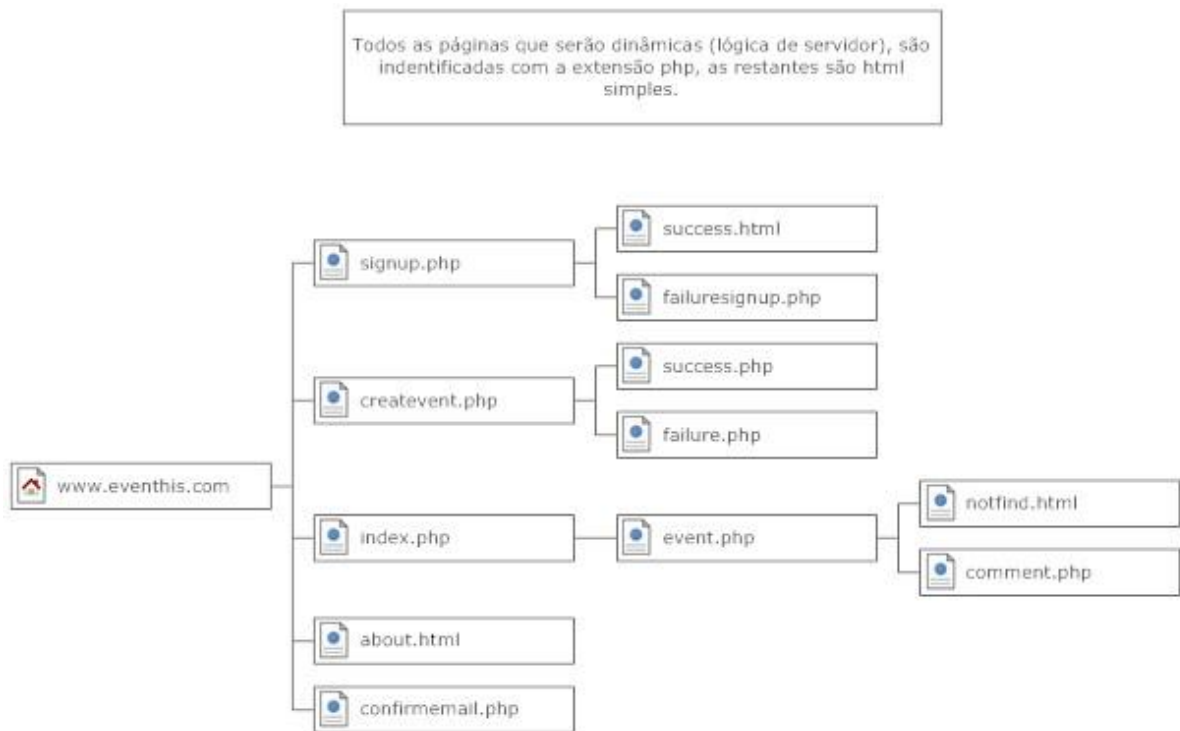 Todos as páginas que serão dinâmicas (lógica de servidor), são
indentificadas com a extensão php, as restantes são html
simples.
www.eventhis.com
signup.php
success.html
failuresignup.php
createvent.php
success.php
failure.php
index.php
event.php
notfind.html
comment.php
about.html
confirmemail.php